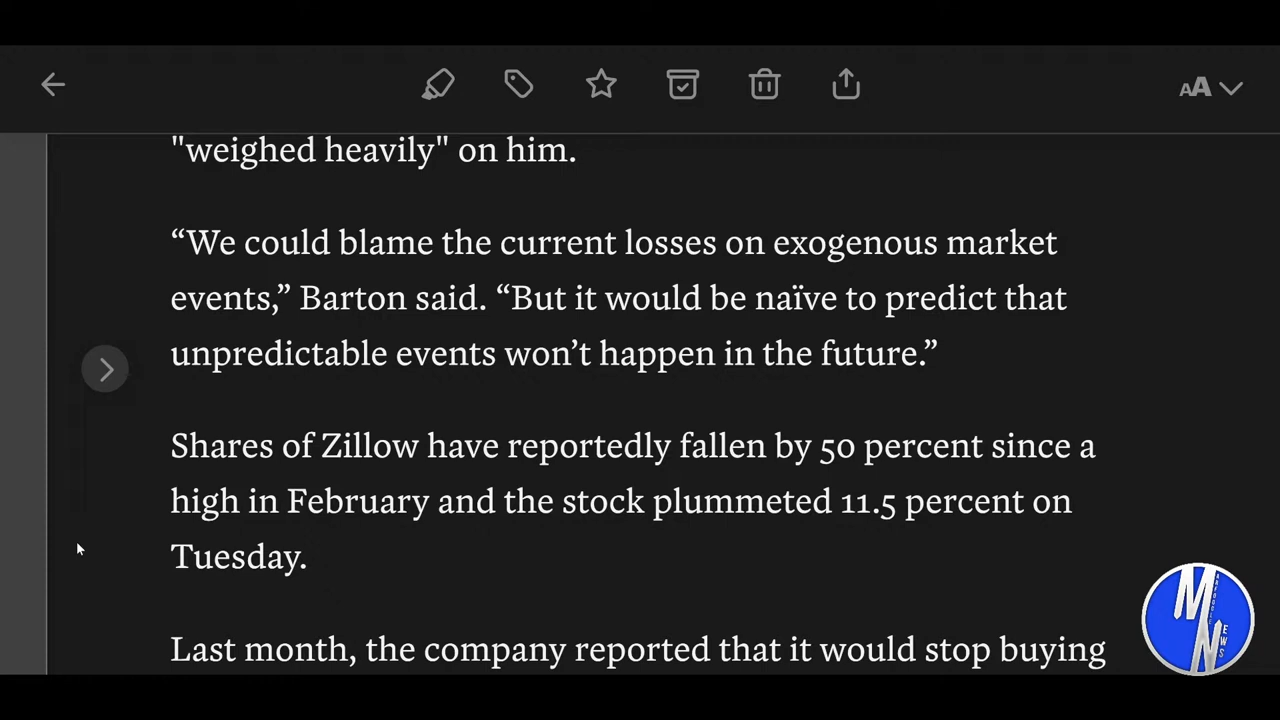 AA
"weighed heavily" on him.
“We could blame the current losses on exogenous market
events,” Barton said. “But it would be naïve to predict that
unpredictable events won’t happen in the future.”
Shares of Zillow have reportedly fallen by 50 percent since a
high in February and the stock plummeted 11.5 percent on
Tuesday.
Last month, the company reported that it would stop buying
MN
EWS